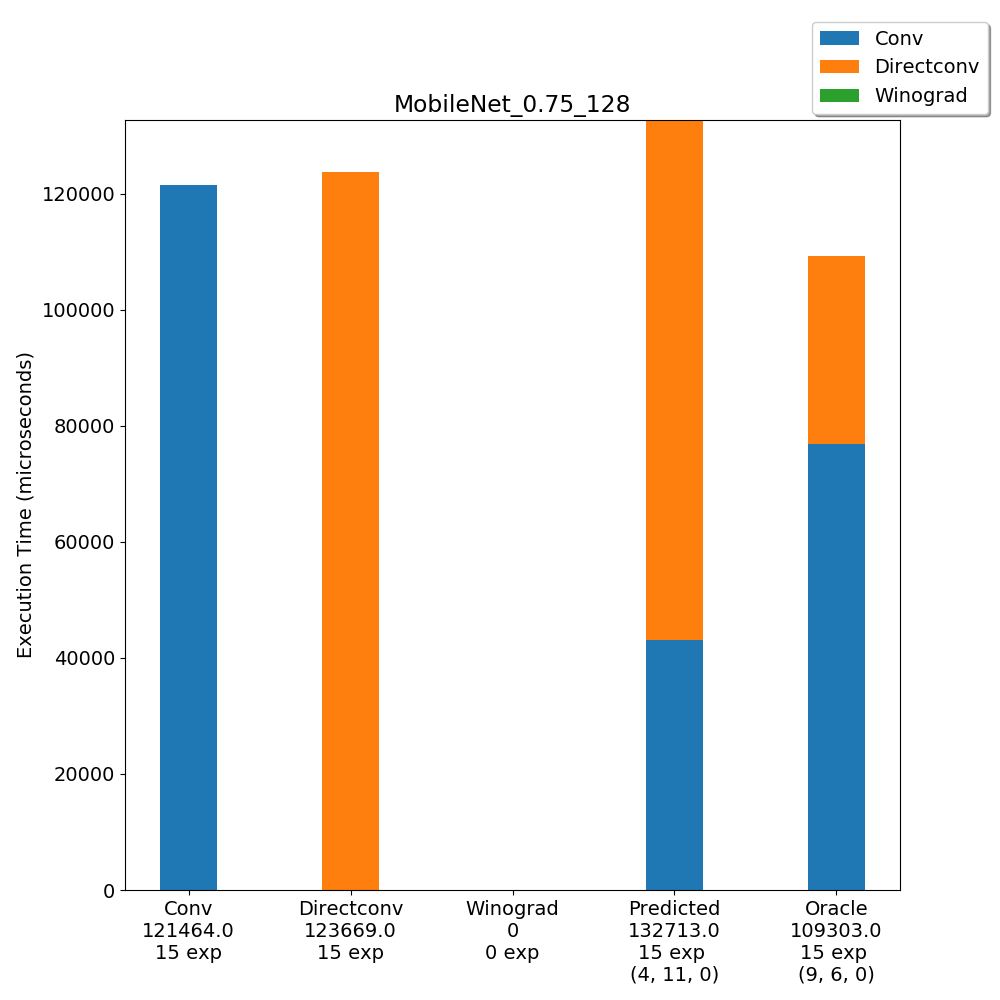 Conv
Directconv
Winograd
MobileNet_0.75_128
Execution Time (microseconds)
120000
100000
80000
60000
40000
20000
0
Conv
121464.0
15 exp
Directconv
123669.0
15 exp
Winograd
0
0 exp
Predicted
132713.0
15 exp
(4, 11, 0)
Oracle
109303.0
15 exp
(9, 6, 0)